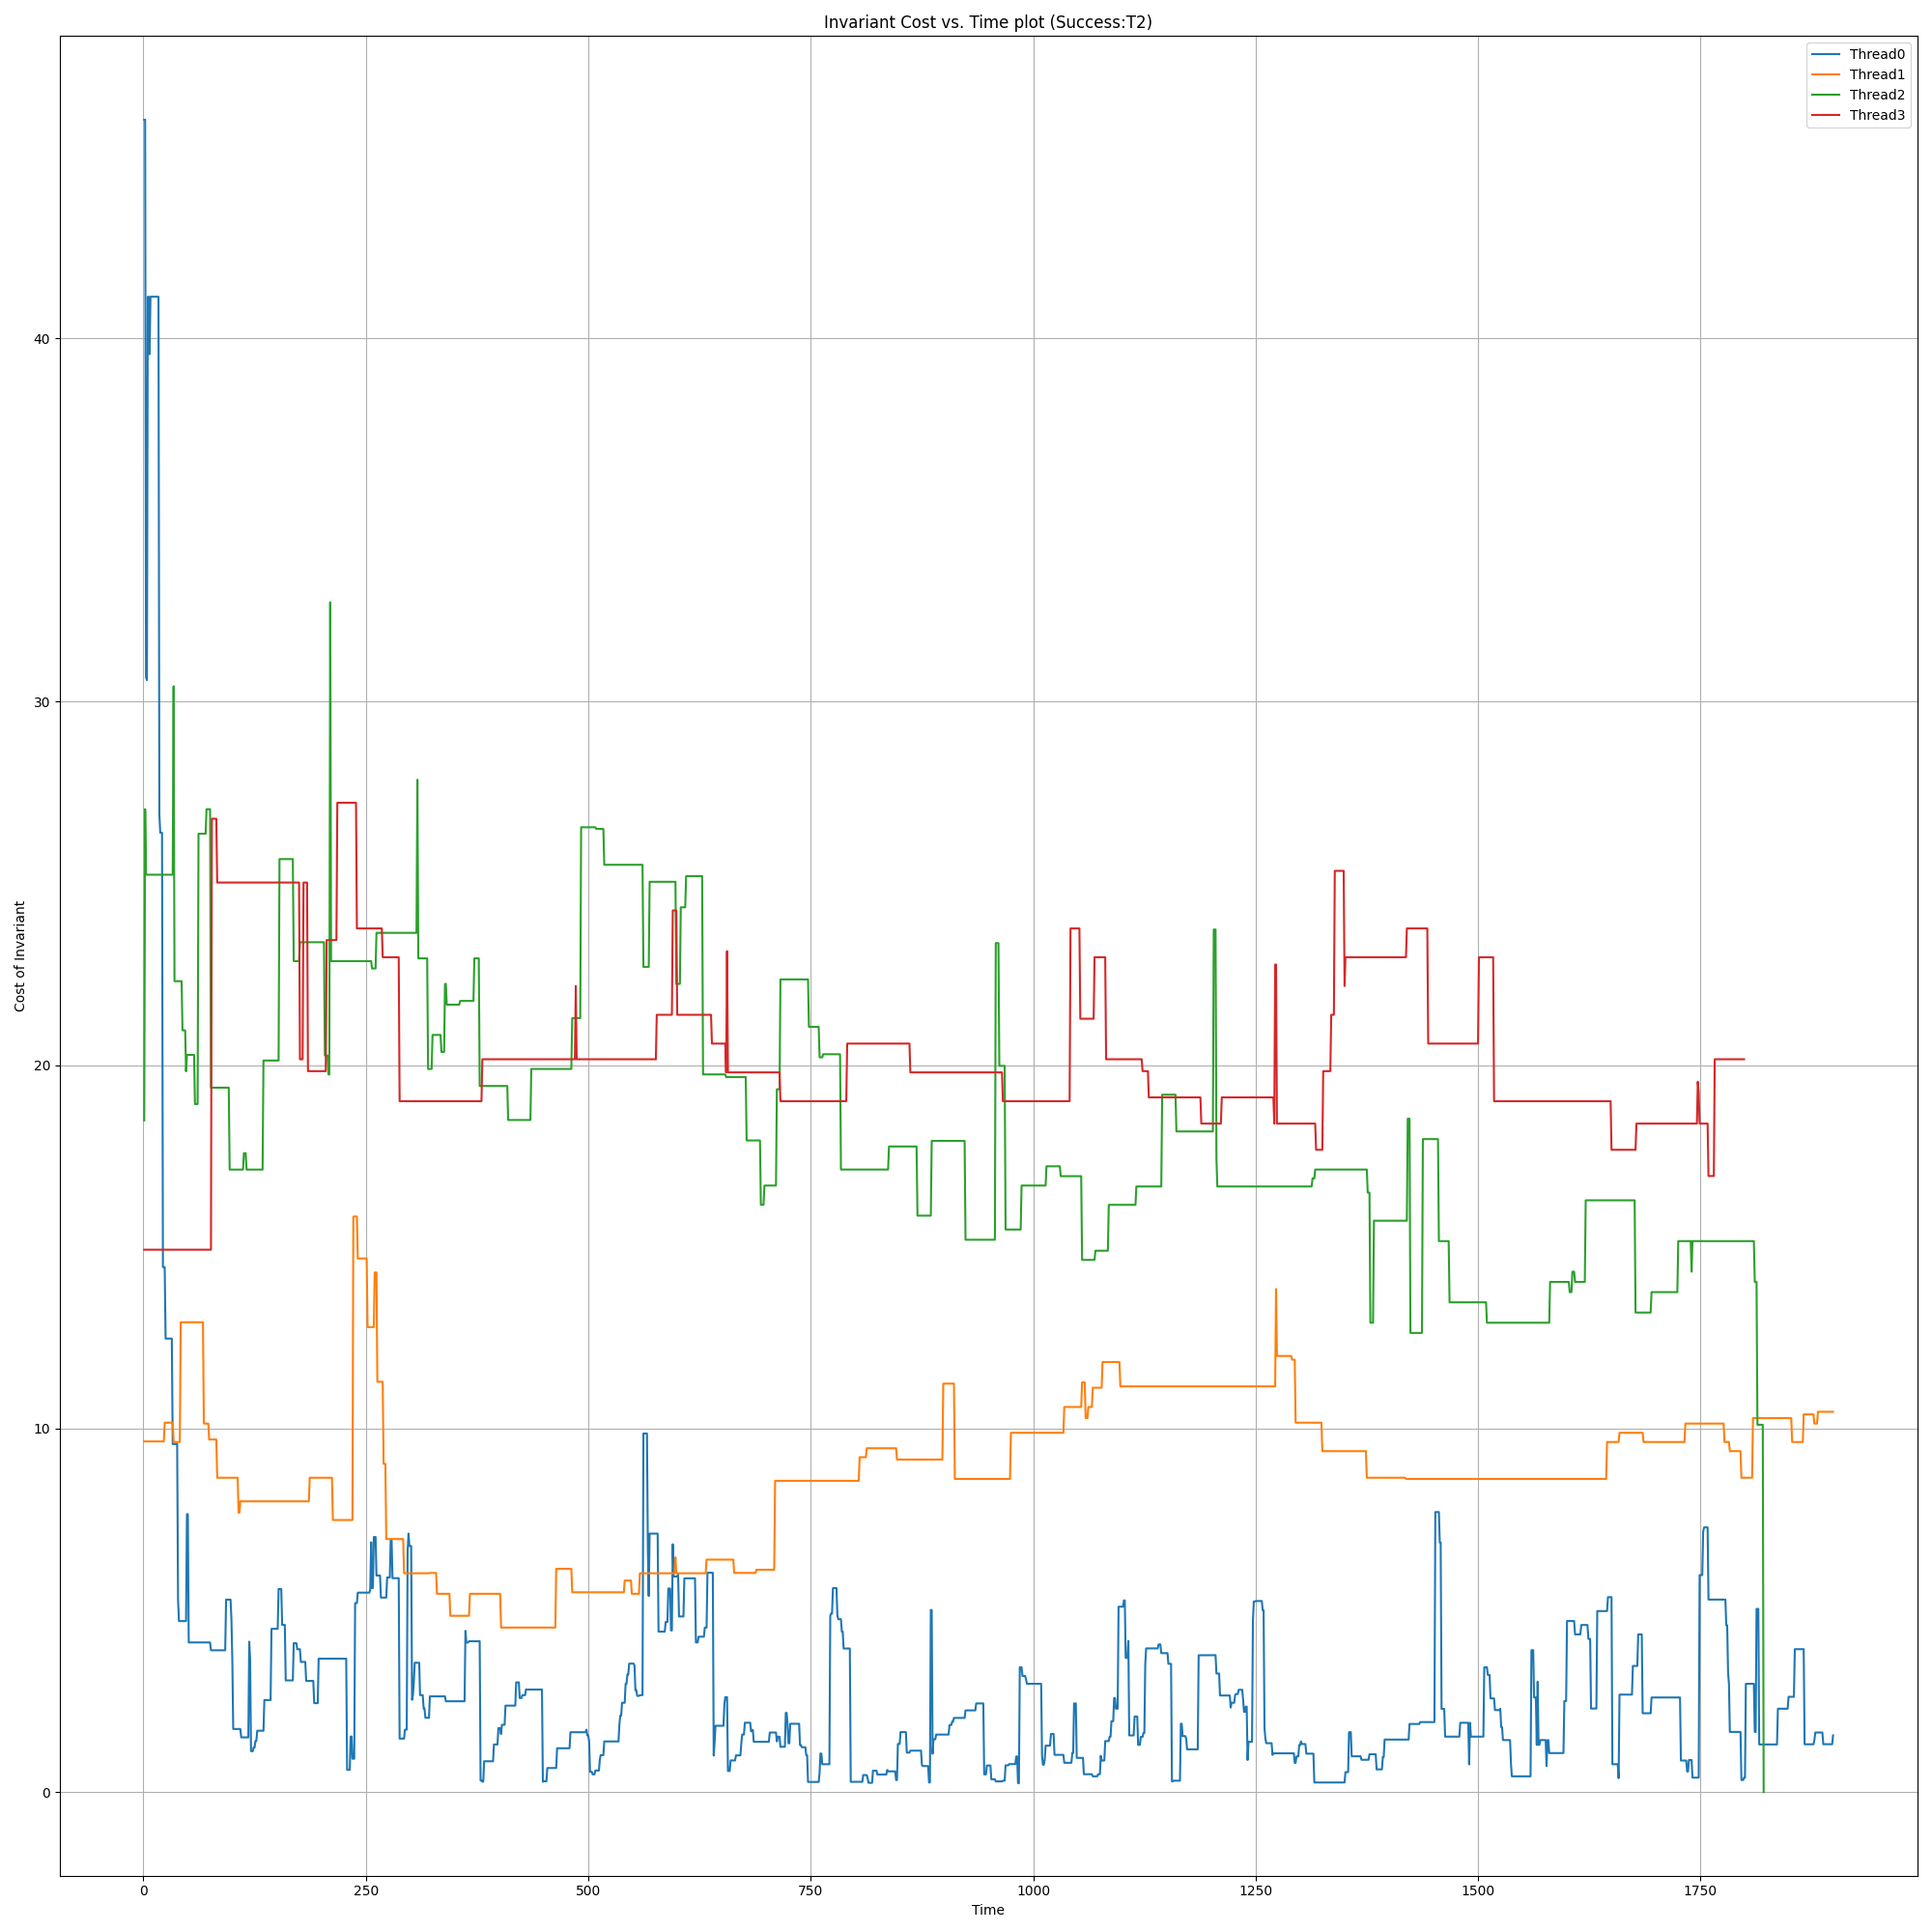 Invariant Cost vs. Time plot (Success:T2)
Thread0
Thread1
Thread2
Thread3
Cost of Invariant
40
30
20
10
0
0 250 500 750 1000 1250 1500 1750
Time